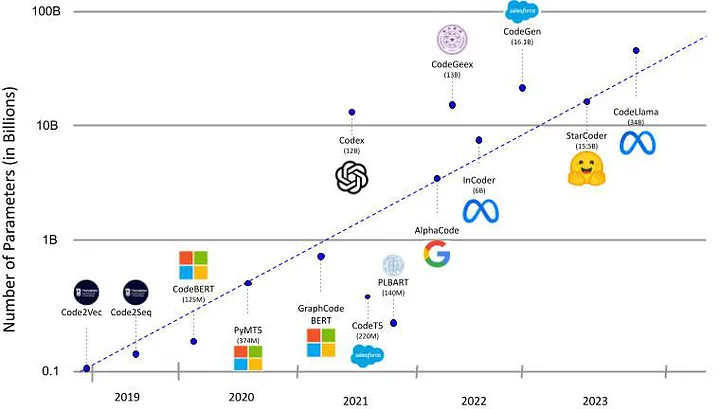 100B
salesforce
CodeGen
(16.1B)
CodeGeex
(13B)
CodeLlama
(34B)
10B
Codex
(12B)
StarCoder
(15.5B)
InCoder
(6B)
AlphaCode
1B
Number of Parameters (in Billions)
PLBART
(140M)
CodeBERT
(125M)
Code2Vec
Code2Seq
GraphCode
BERT
PyMT5
(374M)
CodeT5
(220M)
salesforce
0.1
2019
2020
2021
2022
2023